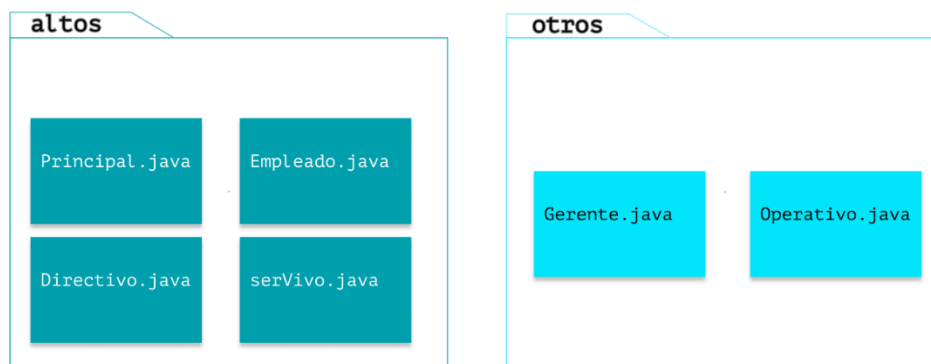 altos
Principal.java
Empleado.java
Directivo.java
serVivo.java
otros
Gerente.java
Operativo.java